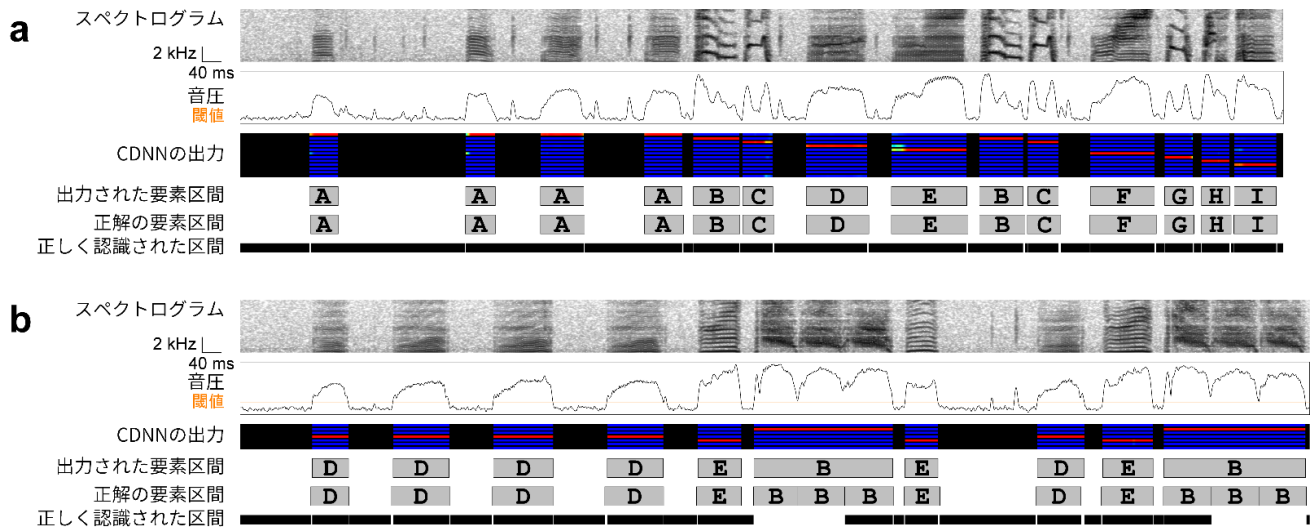 a
スペクトログラム
2 kHz
40 ms
音圧
閾値
CDNNの出力
出力された要素区間
A A A A B C D E B C F G H I
正解の要素区間
A A A A B C D E B C F G H I
正しく認識された区間
b
スペクトログラム
2 kHz
40 ms
音圧
閾値
CDNNの出力
出力された要素区間
D D D D E B E D E B
正解の要素区間
D D D D E B B B E D E B B B
正しく認識された区間